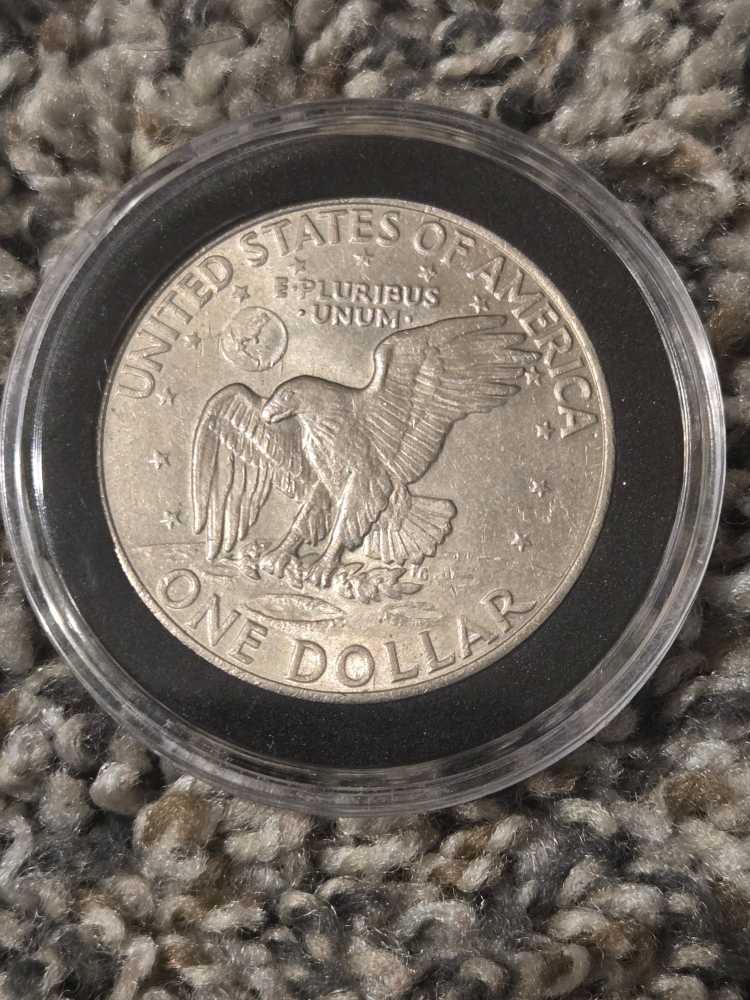 UNITED STATES OF AMERICA
E·PLURIBUS
·UNUM·
ONE DOLLAR